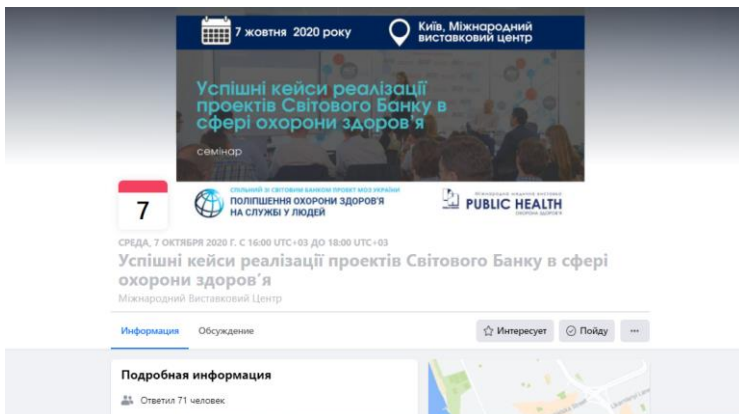 7 жовтня 2020 року
Київ, Міжнародний
виставковий центр
Успішні кейси реалізації
проектів Світового Банку в
сфері охорони здоров'я
семінар
СПІЛЬНИЙ ЗІ СВІТОВИМ БАНКОМ ПРОЕКТ МОЗ УКРАЇНИ
ПОЛІПШЕННЯ ОХОРОНИ ЗДОРОВ'Я
НА СЛУЖБІ У ЛЮДЕЙ
Міжнародна медична виставка
PUBLIC HEALTH
ОХОРОНА ЗДОРОВ'Я
7
СРЕДА, 7 ОКТЯБРЯ 2020 Г. С 16:00 UTC+03 ДО 18:00 UTC+03
Успішні кейси реалізації проектів Світового Банку в сфері
охорони здоров'я
Міжнародний Виставковий Центр
Информация
Обсуждение
Интересует
Пойду
Подробная информация
Ответил 71 человек